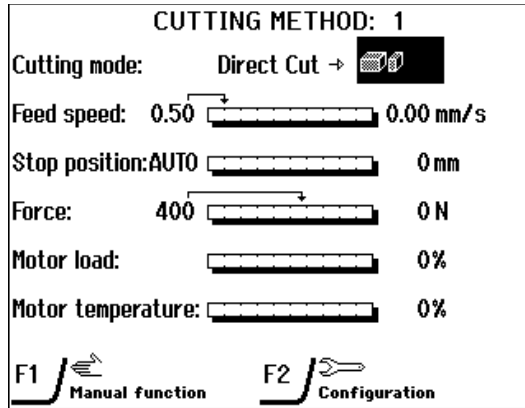 CUTTING METHOD: 1
Cutting mode: Direct Cut →
Feed speed: 0.50 0.00 mm/s
Stop position:AUTO 0 mm
Force: 400 0 N
Motor load: 0%
Motor temperature: 0%
F1 Manual function F2 Configuration